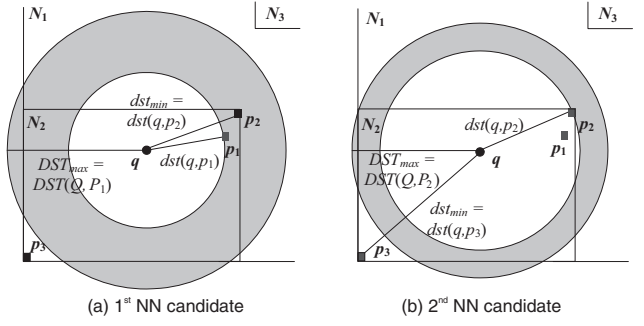 N1
N3
N2
dstmin =
dst(q,p2)
p2
p1
DSTmax =
DST(Q,P1)
q
dst(q,p1)
p3
(a) 1st NN candidate
N1
N3
N2
dst(q,p2)
p2
p1
DSTmax =
DST(Q,P2)
q
dstmin =
dst(q,p3)
p3
(b) 2nd NN candidate